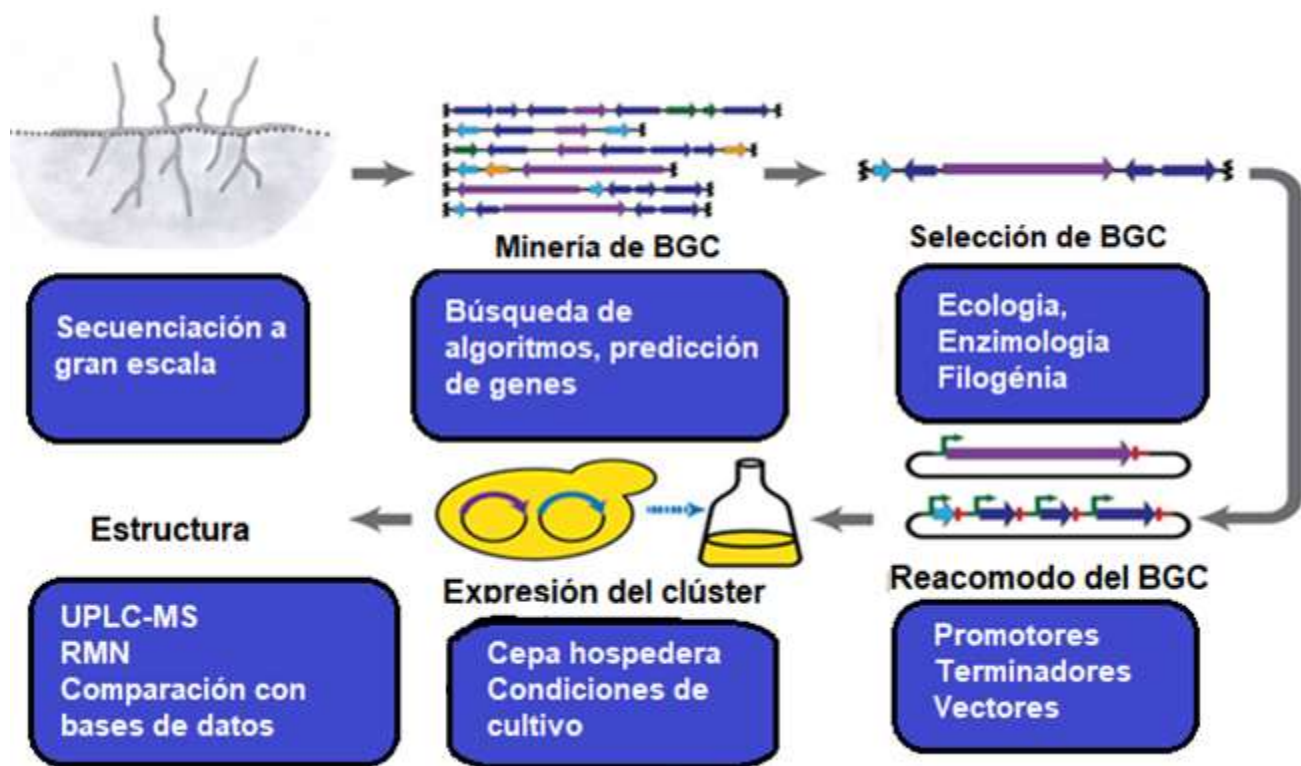 Secuenciación a
gran escala
Minería de BGC
Búsqueda de
algoritmos, predicción
de genes
Selección de BGC
Ecologia,
Enzimología
Filogénia
Reacomodo del BGC
Promotores
Terminadores
Vectores
Expresión del clúster
Cepa hospedera
Condiciones de
cultivo
Estructura
UPLC-MS
RMN
Comparación con
bases de datos